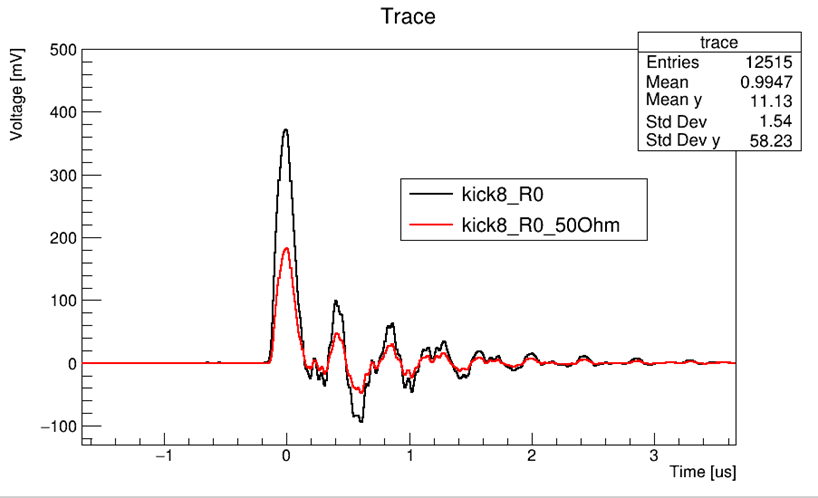 Trace
trace
Entries 12515
Mean 0.9947
Mean y 11.13
Std Dev 1.54
Std Dev y 58.23
Voltage [mV]
500
400
300
200
100
0
−100
kick8_R0
kick8_R0_50Ohm
−1 0 1 2 3
Time [us]